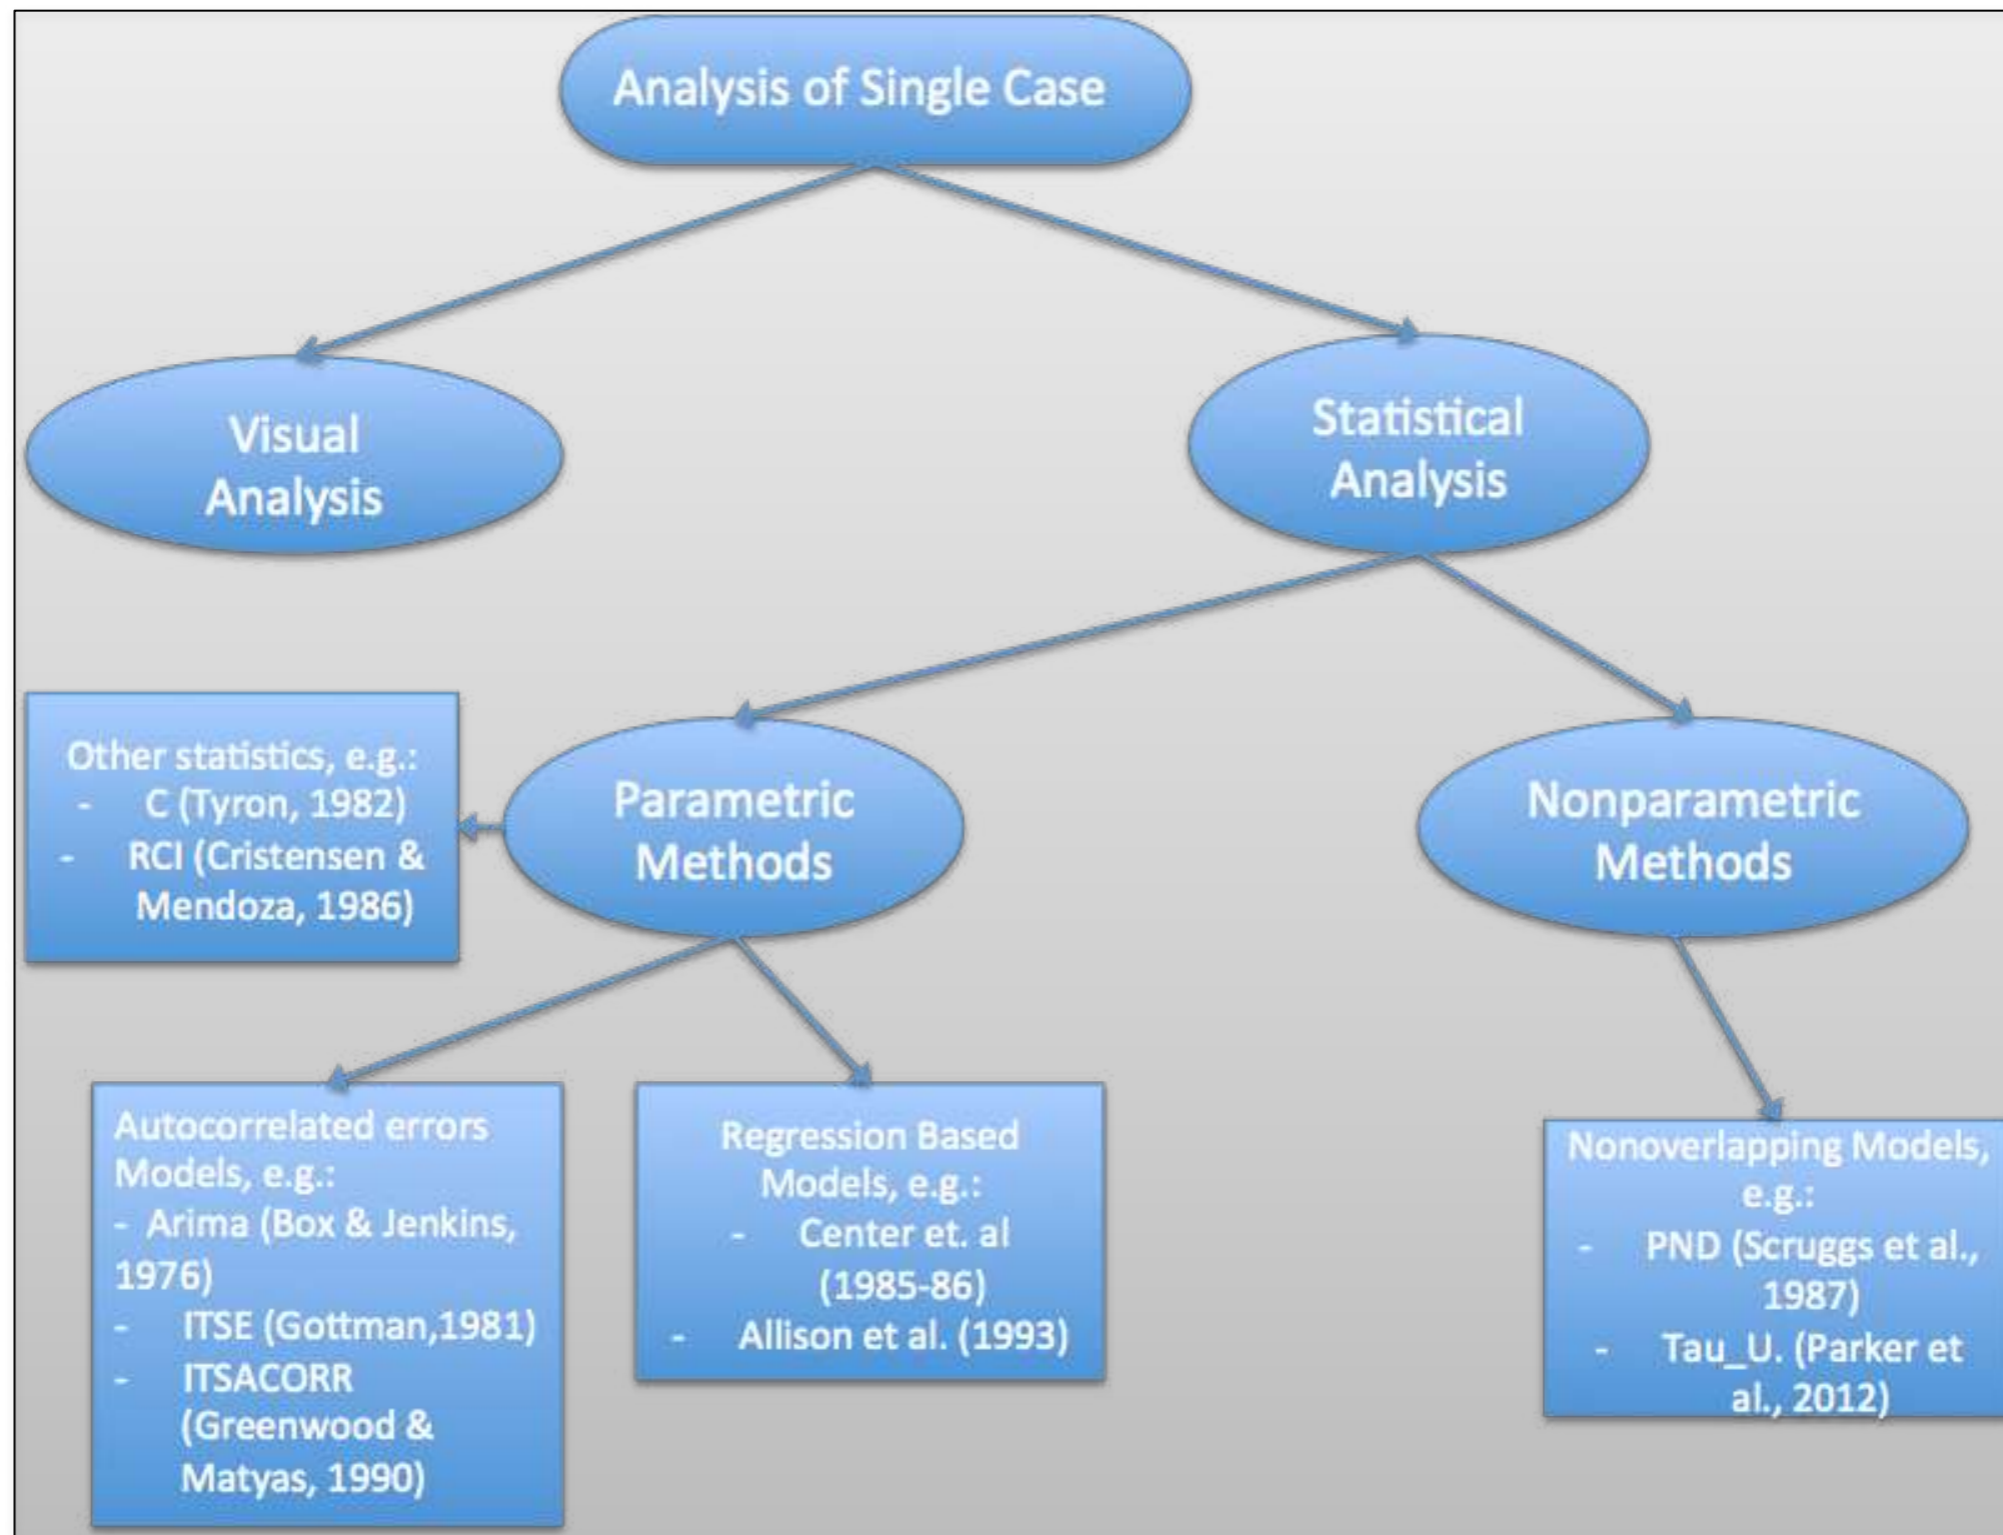 Analysis of Single Case
Visual
Analysis
Statistical
Analysis
Other statistics, e.g.:
- C (Tyron, 1982)
- RCI (Cristensen &
Mendoza, 1986)
Parametric
Methods
Nonparametric
Methods
Autocorrelated errors
Models, e.g.:
- Arima (Box & Jenkins,
1976)
- ITSE (Gottman,1981)
- ITSACORR
(Greenwood &
Matyas, 1990)
Regression Based
Models, e.g.:
- Center et. al
(1985-86)
- Allison et al. (1993)
Nonoverlapping Models,
e.g.:
- PND (Scruggs et al.,
1987)
- Tau_U. (Parker et
al., 2012)